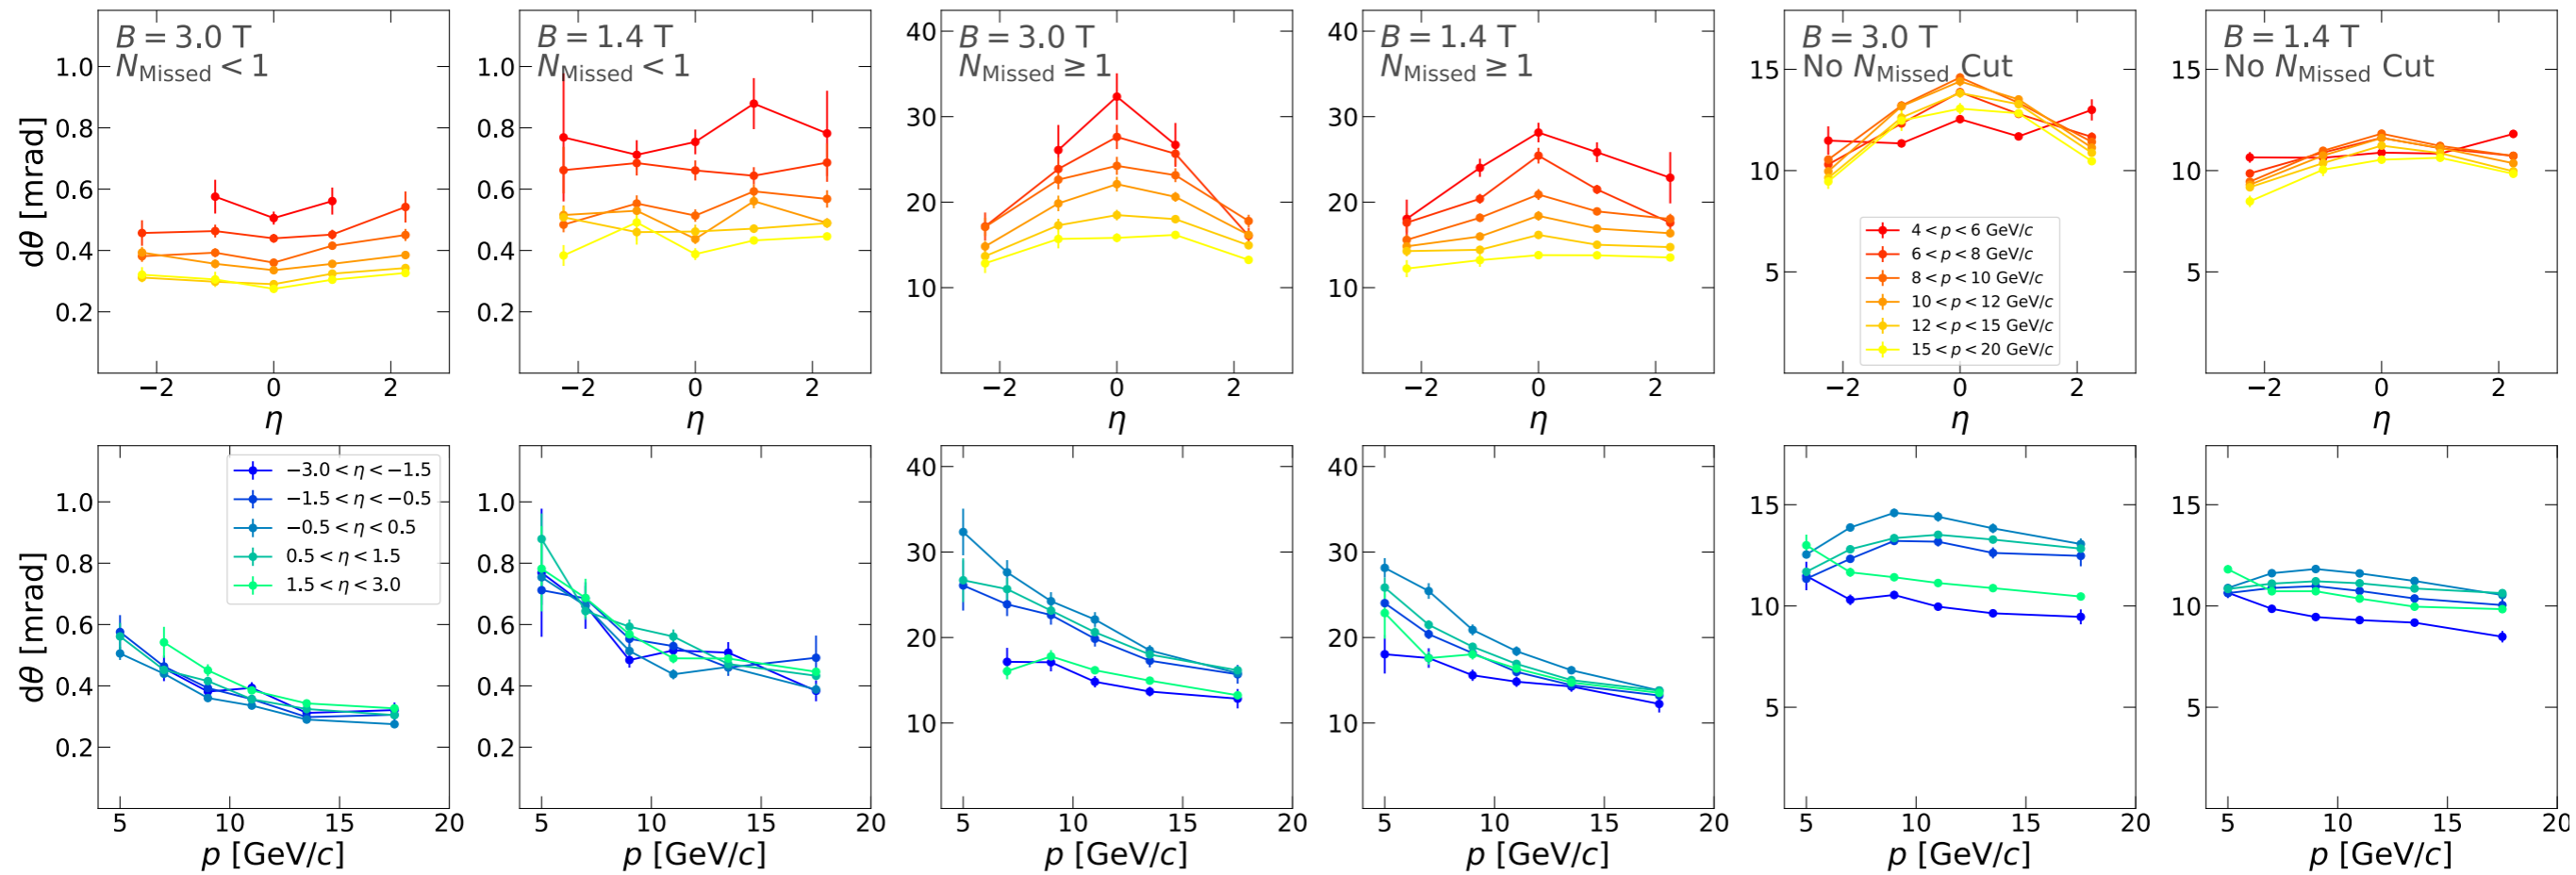 B = 3.0 T
N_Missed < 1
B = 1.4 T
N_Missed < 1
B = 3.0 T
N_Missed ≥ 1
B = 1.4 T
N_Missed ≥ 1
B = 3.0 T
No N_Missed Cut
B = 1.4 T
No N_Missed Cut
dθ [mrad]
1.0
0.8
0.6
0.4
0.2
1.0
0.8
0.6
0.4
0.2
40
30
20
10
40
30
20
10
15
10
5
15
10
5
4 < p < 6 GeV/c
6 < p < 8 GeV/c
8 < p < 10 GeV/c
10 < p < 12 GeV/c
12 < p < 15 GeV/c
15 < p < 20 GeV/c
−2 0 2
−2 0 2
−2 0 2
−2 0 2
−2 0 2
−2 0 2
η
η
η
η
η
η
dθ [mrad]
1.0
0.8
0.6
0.4
0.2
−3.0 < η < −1.5
−1.5 < η < −0.5
−0.5 < η < 0.5
0.5 < η < 1.5
1.5 < η < 3.0
1.0
0.8
0.6
0.4
0.2
40
30
20
10
40
30
20
10
15
10
5
15
10
5
5 10 15 20
5 10 15 20
5 10 15 20
5 10 15 20
5 10 15 20
5 10 15 20
p [GeV/c]
p [GeV/c]
p [GeV/c]
p [GeV/c]
p [GeV/c]
p [GeV/c]